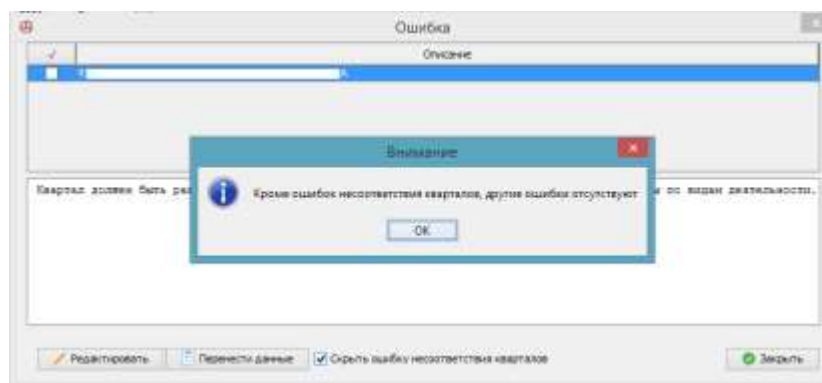 Ошибка
Описание
Внимание
Квартал должен быть
по видам деятельности.
Кроме ошибок несоответствия кварталов, другие ошибки отсутствуют
OK
Редактировать
Перенести данные
Скрыть ошибку несоответствия кварталов
Закрыть